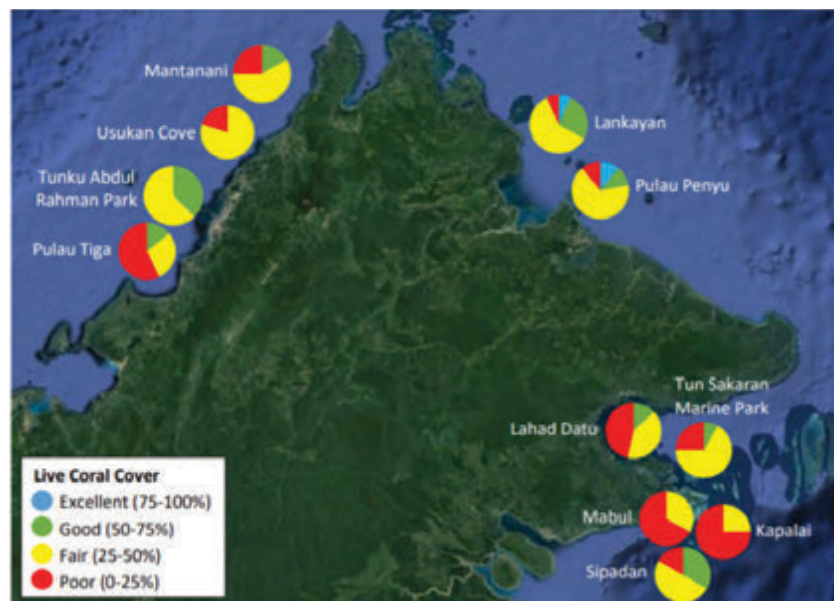 Mantanani
Usukan Cove
Tunku Abdul
Rahman Park
Pulau Tiga
Lankayan
Pulau Penyu
Tun Sakaran
Marine Park
Lahad Datu
Mabul
Kapalai
Sipadan
Live Coral Cover
Excellent (75-100%)
Good (50-75%)
Fair (25-50%)
Poor (0-25%)